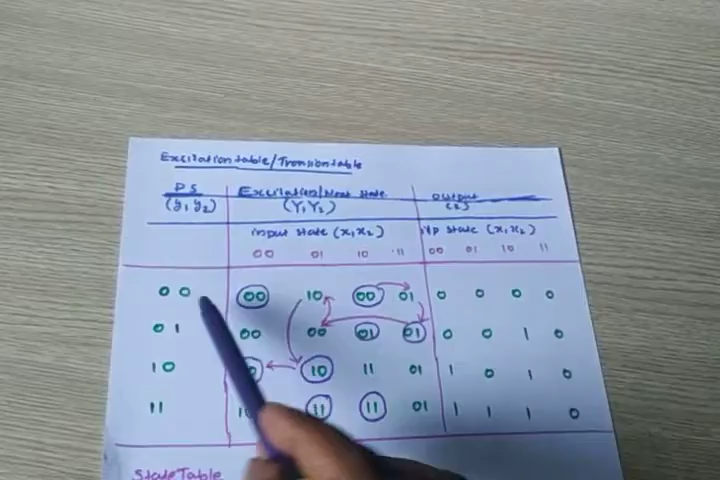 Excitation table/Transition table
PS Excitation/Next state Output
(y₁y₂) (Y₁Y₂) (z)
input state (x₁x₂) i/p state (x₁x₂)
00 01 10 11 00 01 10 11
00 00 10 00 01 0 0 0 0
01 00 00 01 01 0 0 1 0
10 10 11 01 1 0 1 0
11 11 11 01 1 1 1 0
State Table